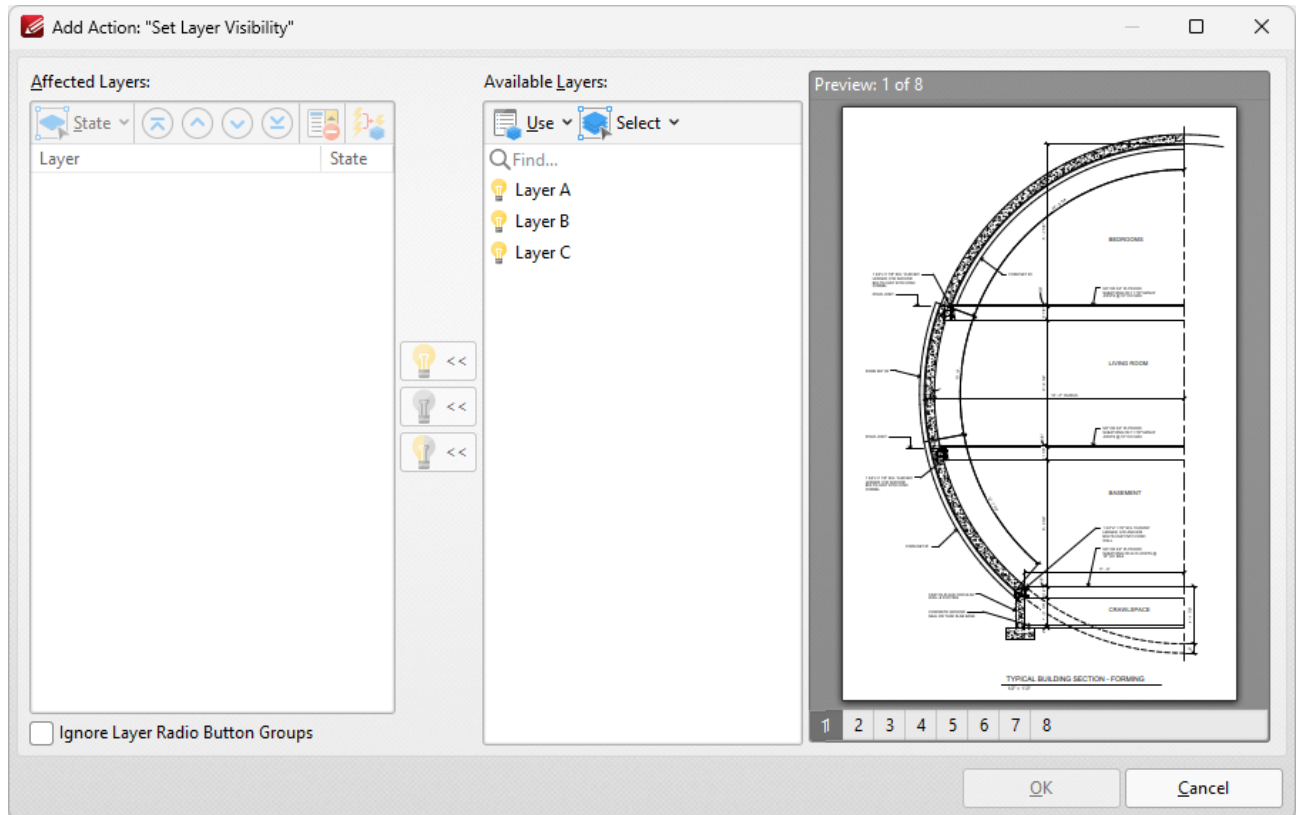 Add Action: "Set Layer Visibility"
Affected Layers:
State
Layer State
<<
<<
<<
Ignore Layer Radio Button Groups
Available Layers:
Use Select
Find...
Layer A
Layer B
Layer C
Preview: 1 of 8
BEDROOMS
LIVING ROOM
BASEMENT
CRAWLSPACE
TYPICAL BUILDING SECTION - FORMING
1 2 3 4 5 6 7 8
OK Cancel